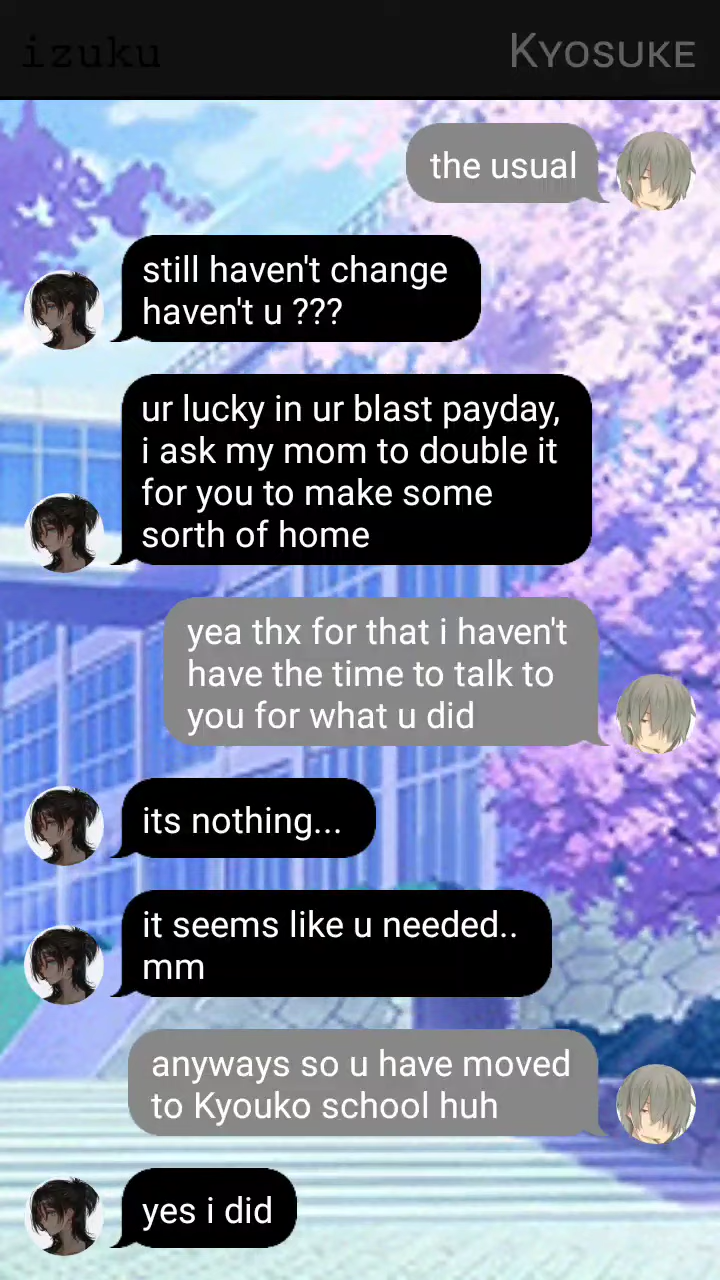 izuku
KYOSUKE
the usual
still haven't change
haven't u ???
ur lucky in ur blast payday,
i ask my mom to double it
for you to make some
sorth of home
yea thx for that i haven't
have the time to talk to
you for what u did
its nothing...
it seems like u needed..
mm
anyways so u have moved
to Kyouko school huh
yes i did